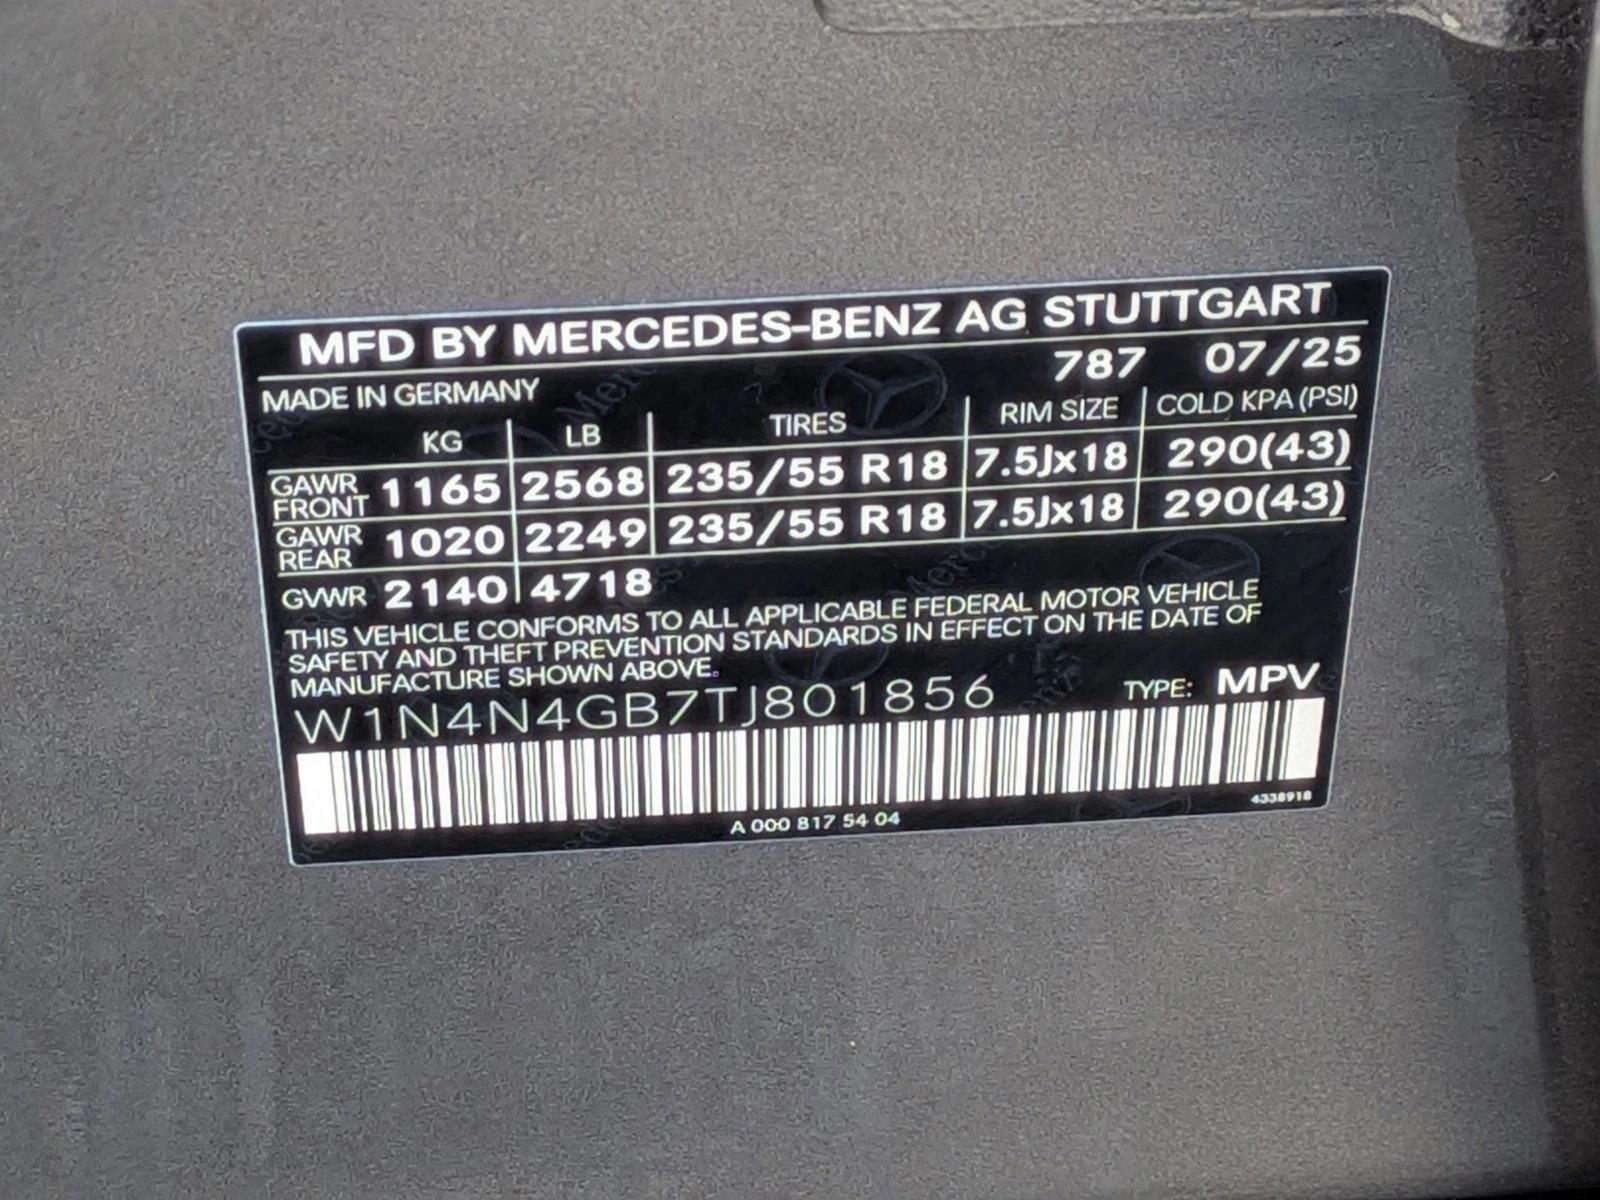 MFD BY MERCEDES-BENZ AG STUTTGART
MADE IN GERMANY 787 07/25
KG LB TIRES RIM SIZE COLD KPA (PSI)
GAWR FRONT 1165 2568 235/55 R18 7.5Jx18 290(43)
GAWR REAR 1020 2249 235/55 R18 7.5Jx18 290(43)
GVWR 2140 4718
THIS VEHICLE CONFORMS TO ALL APPLICABLE FEDERAL MOTOR VEHICLE
SAFETY AND THEFT PREVENTION STANDARDS IN EFFECT ON THE DATE OF
MANUFACTURE SHOWN ABOVE.
W1N4N4GB7TJ801856 TYPE: MPV
4338918
A 000 817 54 04